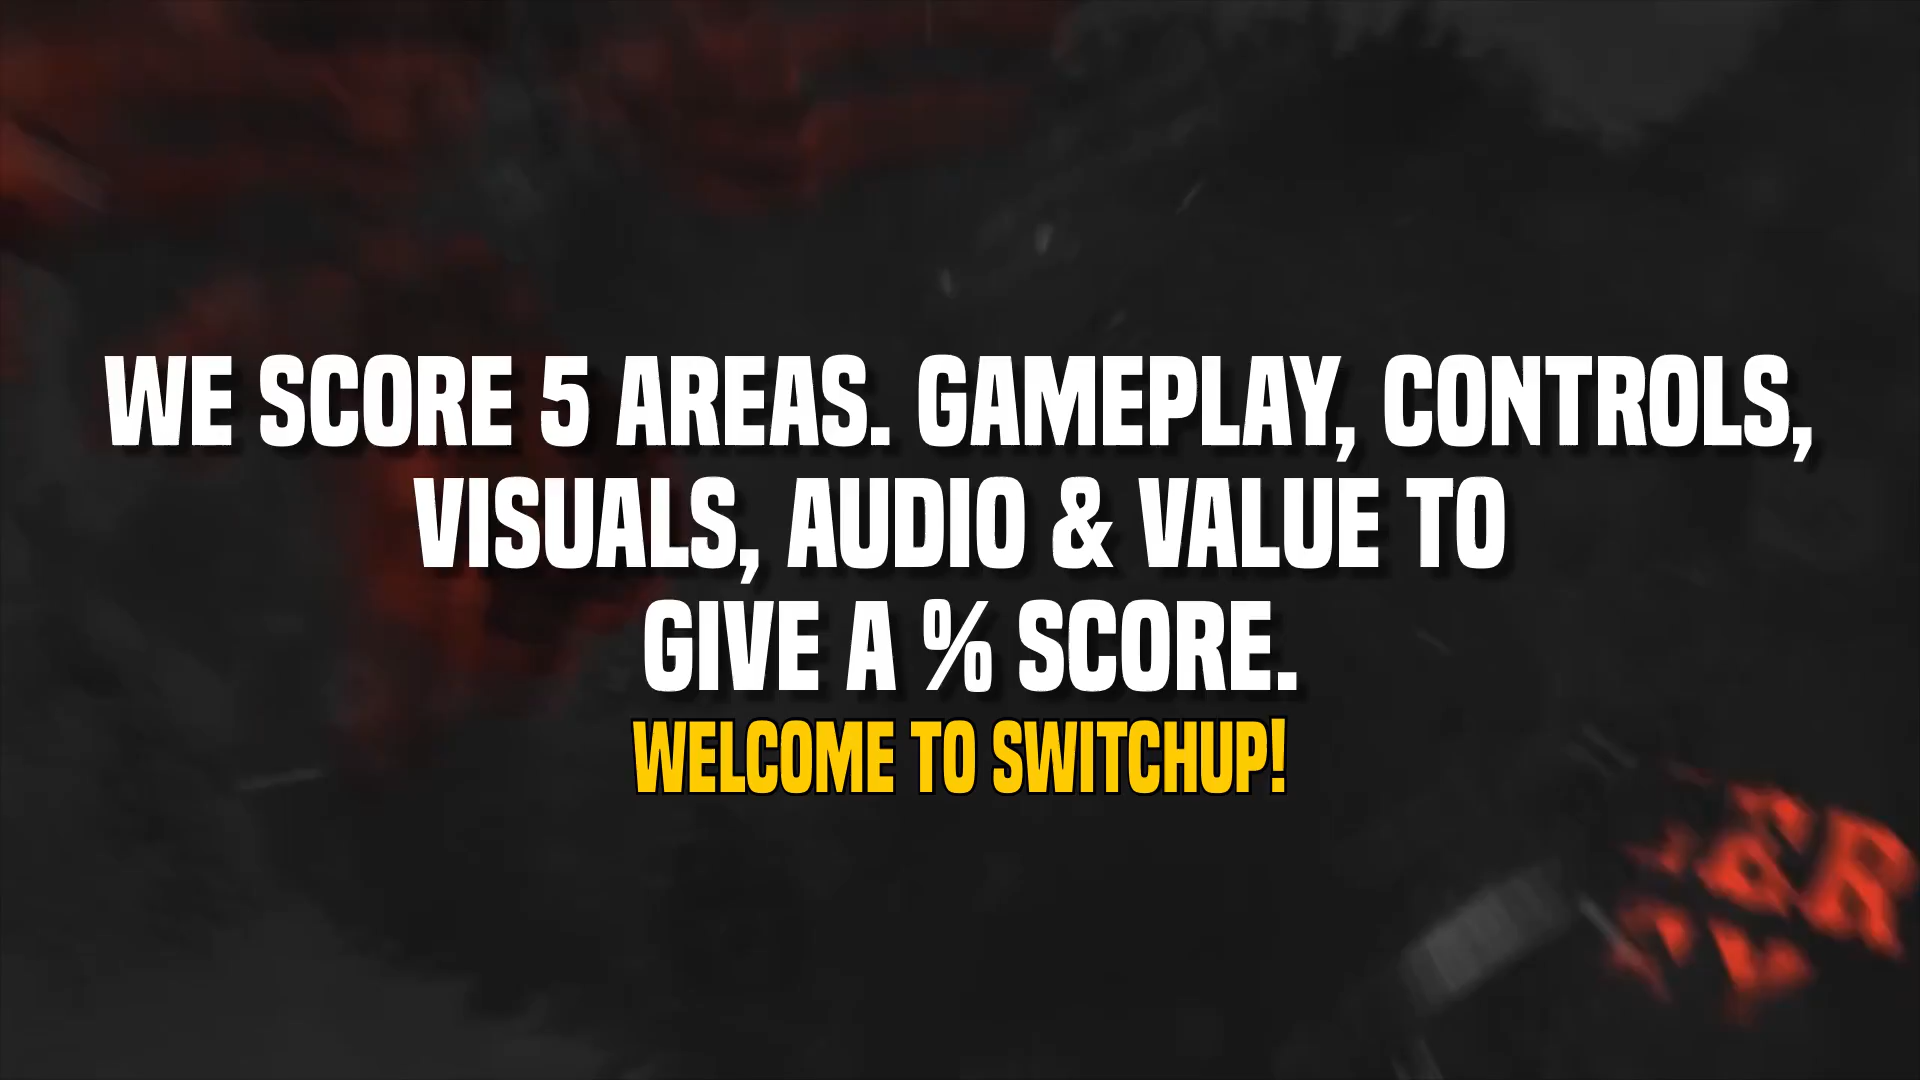 WE SCORE 5 AREAS. GAMEPLAY, CONTROLS,
VISUALS, AUDIO & VALUE TO
GIVE A % SCORE.
WELCOME TO SWITCHUP!